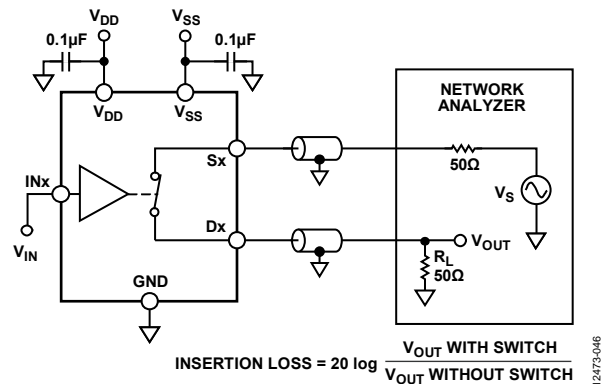 VDD
VSS
0.1µF
0.1µF
VDD
VSS
NETWORK
ANALYZER
Sx
50Ω
INx
VS
VIN
Dx
VOUT
RL
50Ω
GND
INSERTION LOSS = 20 log
VOUT WITH SWITCH
VOUT WITHOUT SWITCH
12473-046